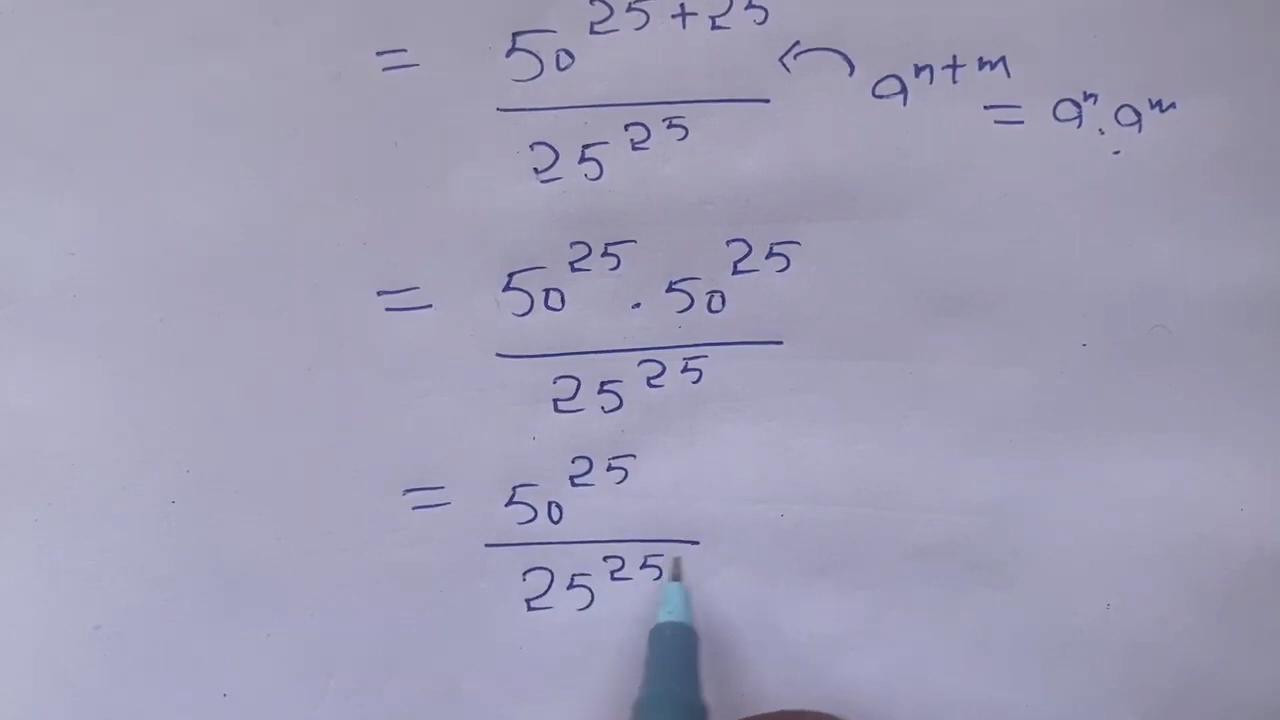 = 50^{25+25} / 25^{25} ← a^{n+m}
= a^n . a^m
= 50^{25} . 50^{25} / 25^{25}
= 50^{25} / 25^{25}